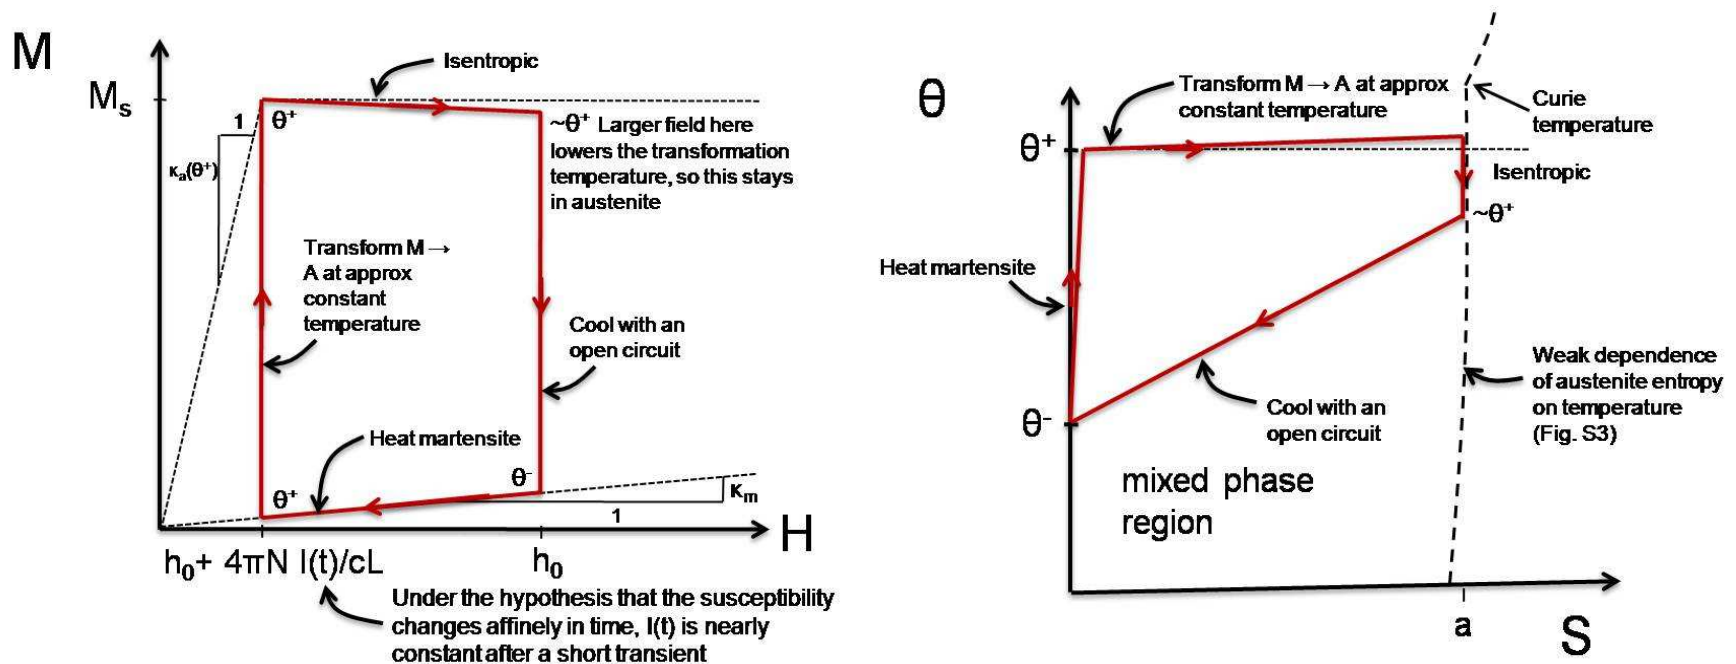 M
Isentropic
Mₛ
1
θ⁺
κₐ(θ⁺)
~θ⁺ Larger field here
lowers the transformation
temperature, so this stays
in austenite
Transform M →
A at approx
constant
temperature
Cool with an
open circuit
Heat martensite
θ⁻
θ⁺
κₘ
1
H
h₀+ 4πN I(t)/cL
h₀
Under the hypothesis that the susceptibility
changes affinely in time, I(t) is nearly
constant after a short transient
θ
Transform M → A at approx
constant temperature
Curie
temperature
θ⁺
Isentropic
~θ⁺
Heat martensite
Weak dependence
of austenite entropy
on temperature
(Fig. S3)
θ⁻
Cool with an
open circuit
mixed phase
region
a
S